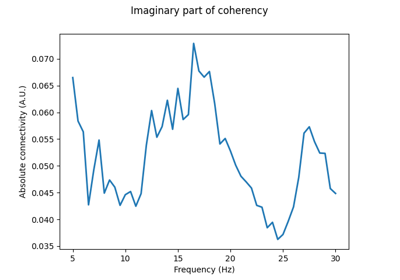 Imaginary part of coherency
Absolute connectivity (A.U.)
0.070
0.065
0.060
0.055
0.050
0.045
0.040
0.035
5 10 15 20 25 30
Frequency (Hz)